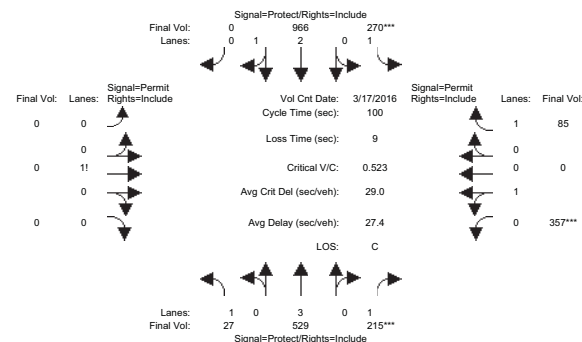 Signal=Protect/Rights=Include
Final Vol: 0 966 270***
Lanes: 0 1 2 0 1
Signal=Permit Signal=Permit
Final Vol: Lanes: Rights=Include Vol Cnt Date: 3/17/2016 Rights=Include Lanes: Final Vol:
Cycle Time (sec): 100
0 0 1 85
Loss Time (sec): 9
0 0
0 1! Critical V/C: 0.523 0 0
0 Avg Crit Del (sec/veh): 29.0 1
0 0 Avg Delay (sec/veh): 27.4 0 357***
LOS: C
Lanes: 1 0 3 0 1
Final Vol: 27 529 215***
Signal=Protect/Rights=Include